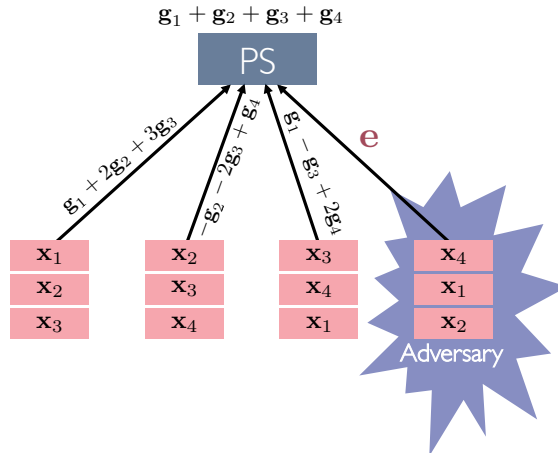 g₁ + g₂ + g₃ + g₄
PS
g₁ + 2g₂ + 3g₃
-g₂ - 2g₃ + g₄
g₁ - g₃ + 2g₄
e
x₁
x₂
x₃
x₂
x₃
x₄
x₃
x₄
x₁
x₄
x₁
x₂
Adversary